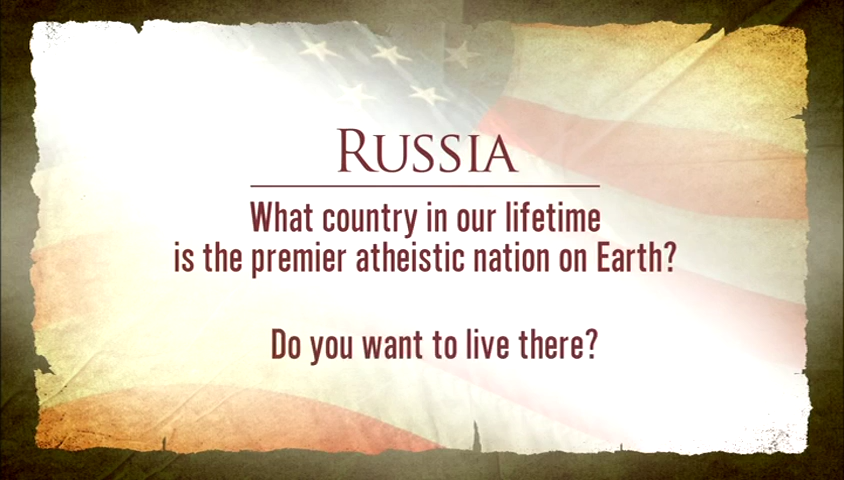 RUSSIA
What country in our lifetime
is the premier atheistic nation on Earth?
Do you want to live there?